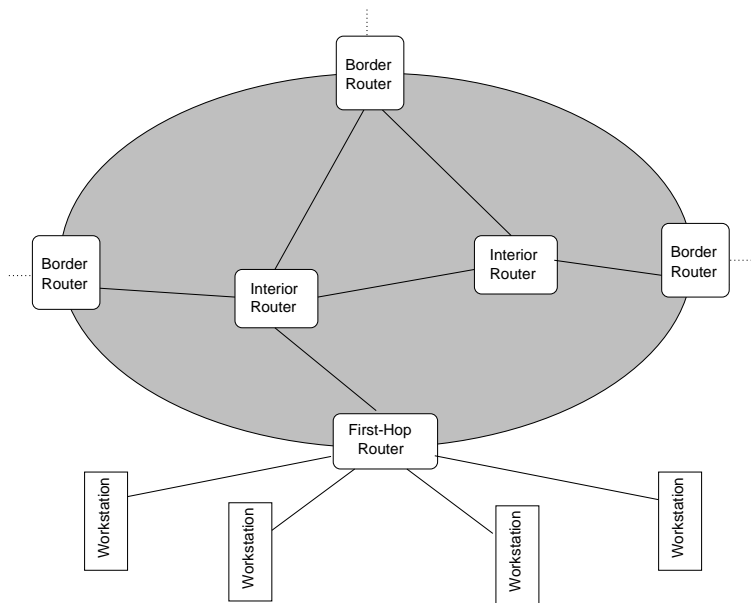 Border
Router
Border
Router
Interior
Router
Interior
Router
Border
Router
First-Hop
Router
Workstation
Workstation
Workstation
Workstation